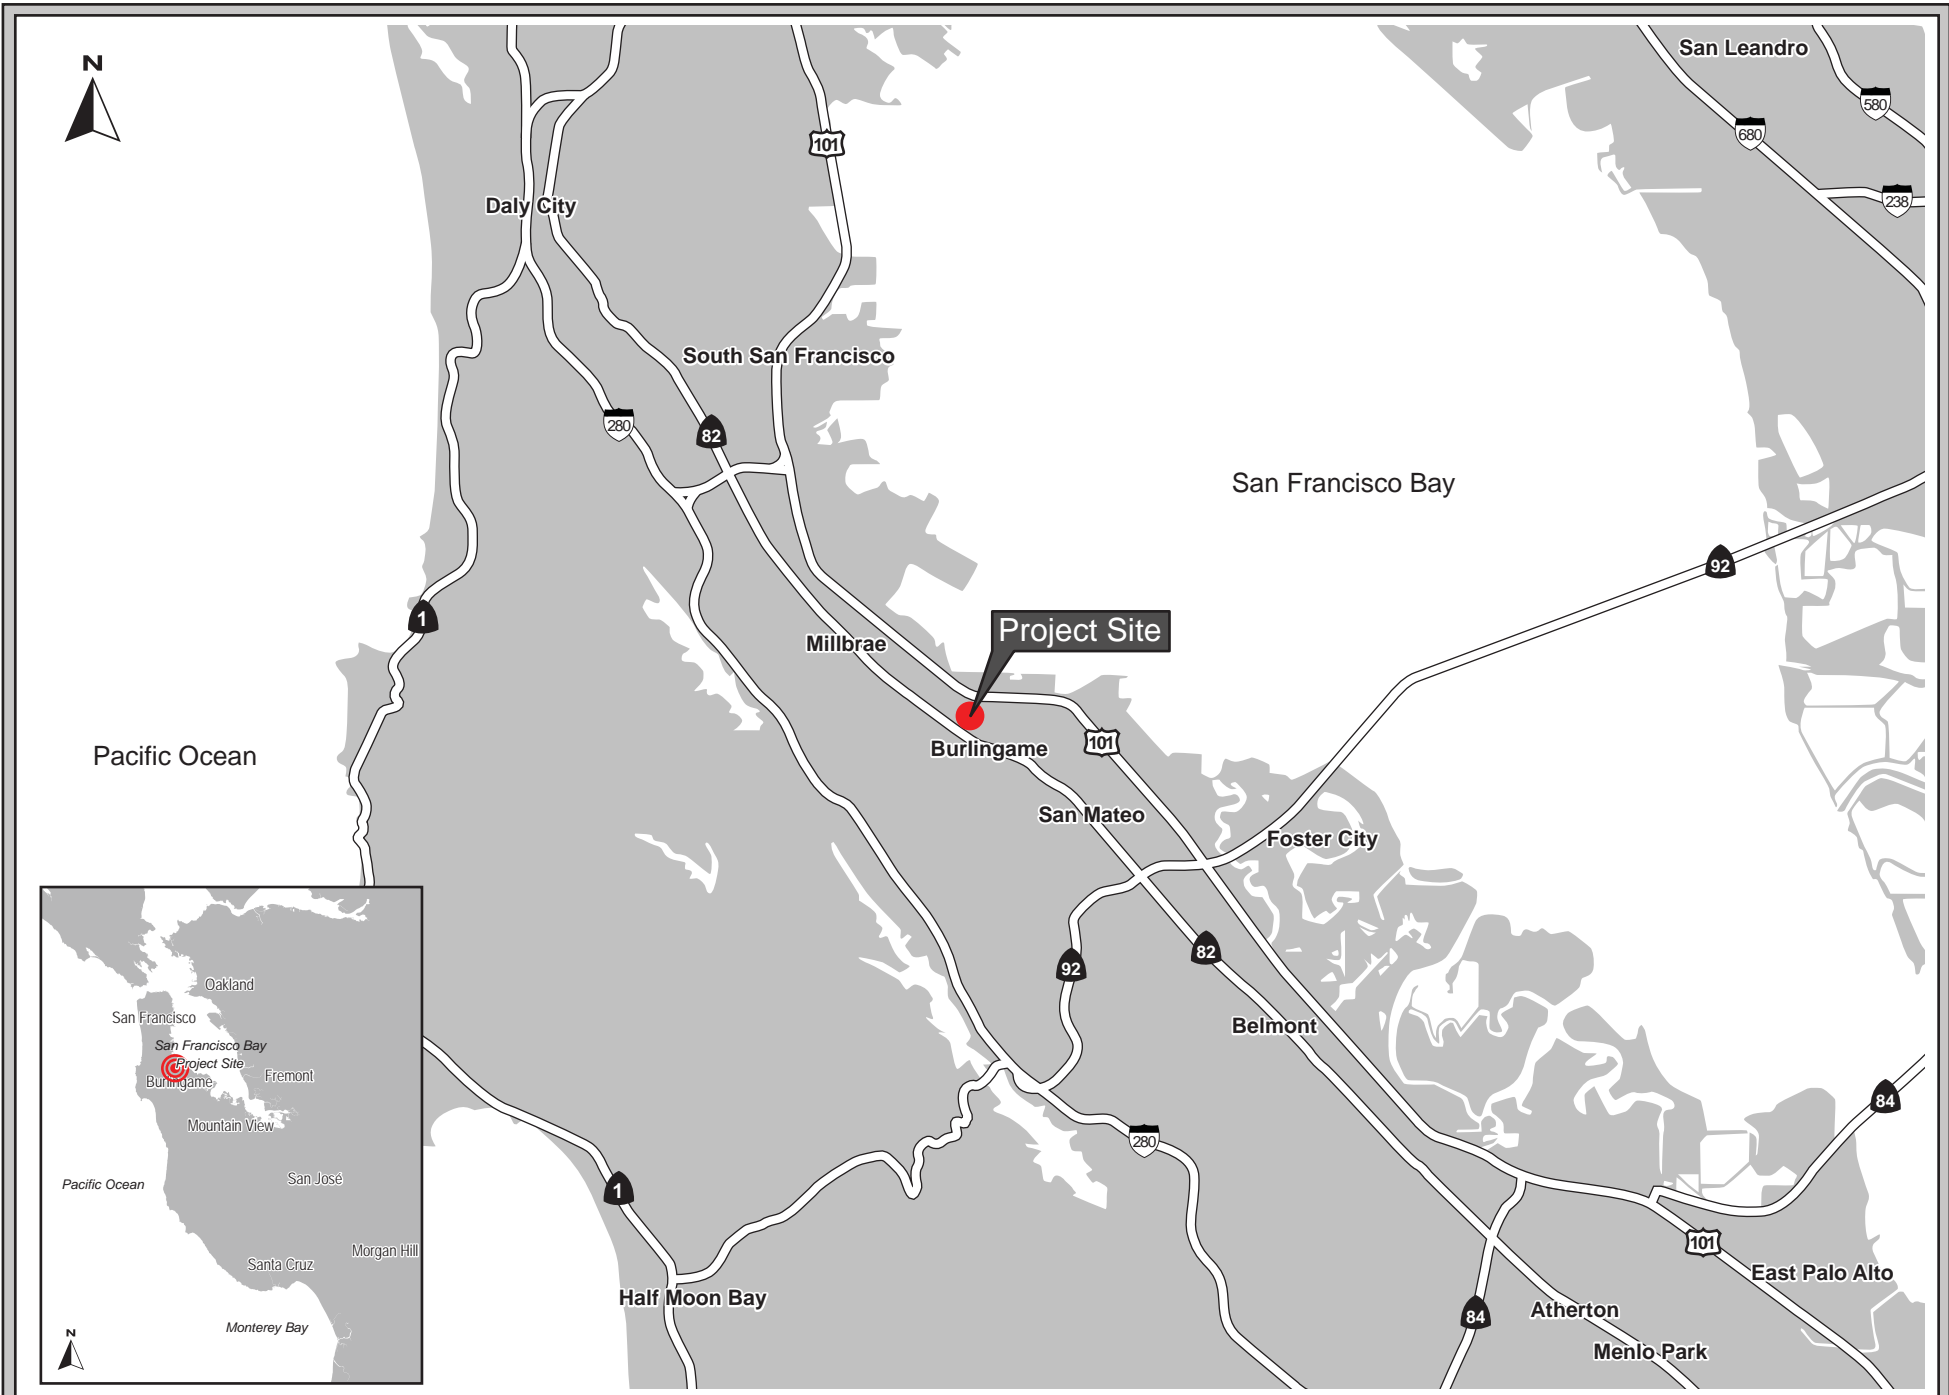 N
San Leandro
580
680
101
238
Daly City
South San Francisco
280
82
San Francisco Bay
92
1
Project Site
Millbrae
Burlingame
101
Pacific Ocean
San Mateo
Foster City
82
92
Belmont
84
280
1
101
East Palo Alto
Half Moon Bay
84
Atherton
Menlo Park
Oakland
San Francisco
San Francisco Bay
Project Site
Burlingame
Fremont
Mountain View
Pacific Ocean
San José
Morgan Hill
Santa Cruz
Monterey Bay
N